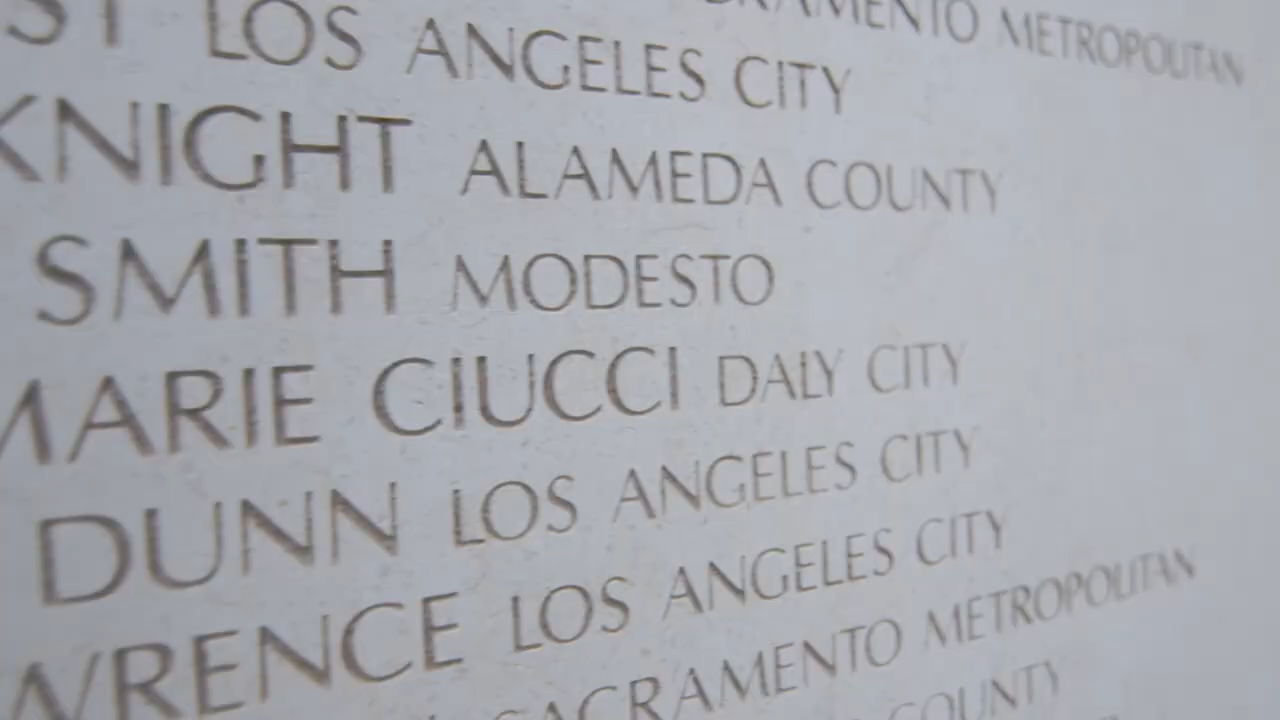 SACRAMENTO METROPOLITAN
ST LOS ANGELES CITY
KNIGHT ALAMEDA COUNTY
SMITH MODESTO
MARIE CIUCCI DALY CITY
DUNN LOS ANGELES CITY
WRENCE LOS ANGELES CITY
SACRAMENTO METROPOLITAN
COUNTY